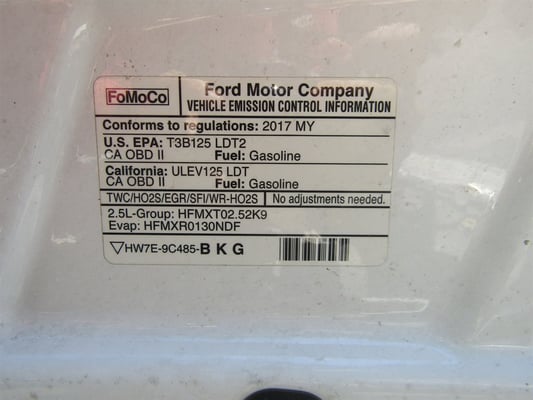 FoMoCo
Ford Motor Company
VEHICLE EMISSION CONTROL INFORMATION
Conforms to regulations: 2017 MY
U.S. EPA: T3B125 LDT2
CA OBD II Fuel: Gasoline
California: ULEV125 LDT
CA OBD II Fuel: Gasoline
TWC/HO2S/EGR/SFI/WR-HO2S No adjustments needed.
2.5L-Group: HFMXT02.52K9
Evap: HFMXR0130NDF
HW7E-9C485-B K G